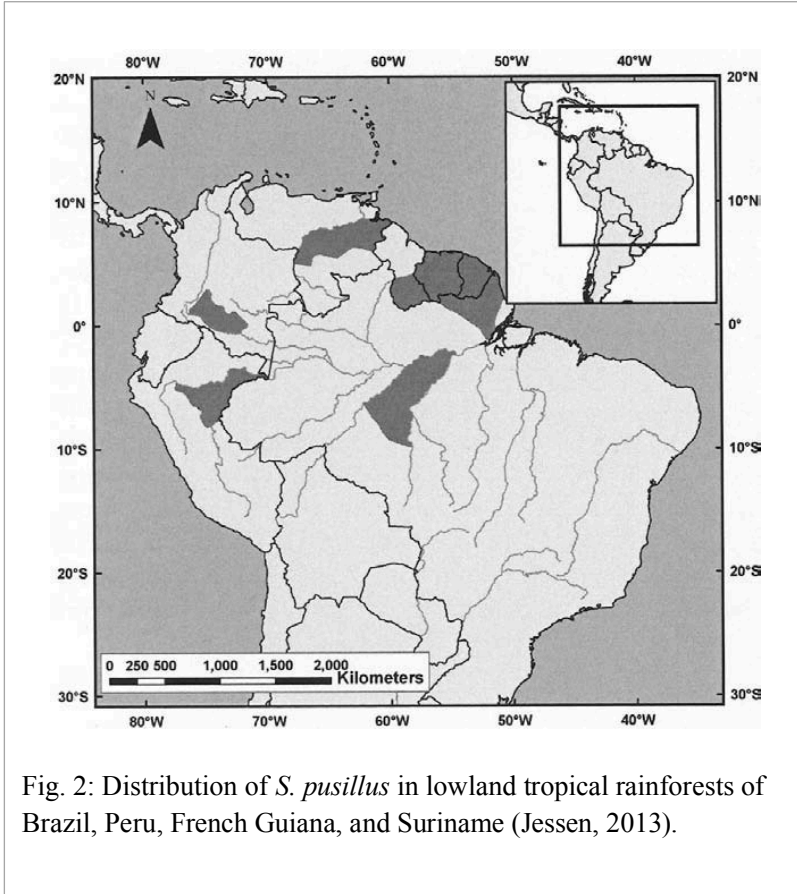 80°W 70°W 60°W 50°W 40°W
20°N 20°N
N
10°N 10°N
0° 0°
10°S 10°S
20°S 20°S
0 250 500 1,000 1,500 2,000
Kilometers
30°S 30°S
80°W 70°W 60°W 50°W 40°W
Fig. 2: Distribution of S. pusillus in lowland tropical rainforests of
Brazil, Peru, French Guiana, and Suriname (Jessen, 2013).